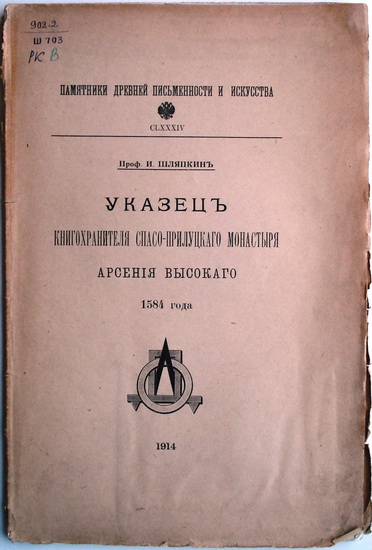 902-2
Ш 703
РК В
ПАМЯТНИКИ ДРЕВНЕЙ ПИСЬМЕННОСТИ И ИСКУССТВА
CLXXXIV
Проф. И. ШЛЯПКИНЪ
УКАЗЕЦЪ
КНИГОХРАНИТЕЛЯ СПАСО-ПРИЛУЦКАГО МОНАСТЫРЯ
АРСЕНІЯ ВЫСОКАГО
1584 года
1914